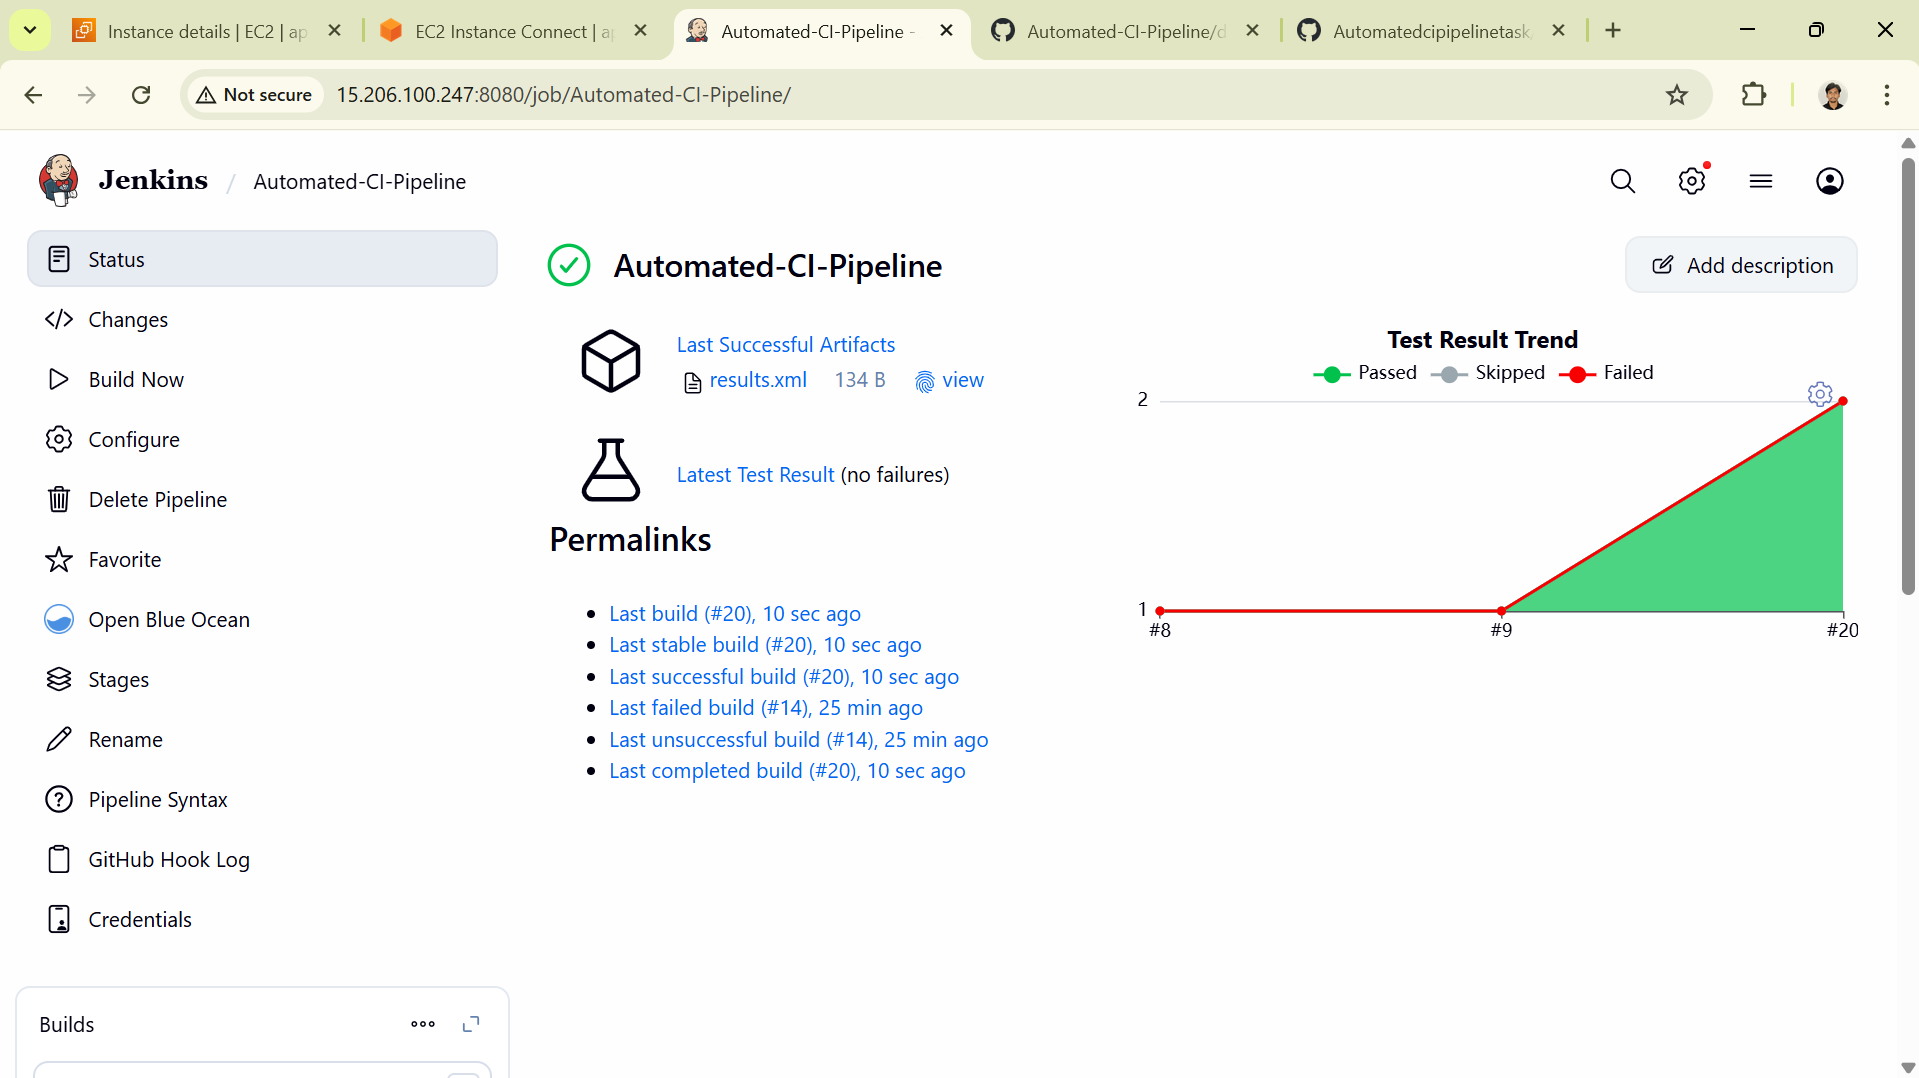 Instance details | EC2 | ap
EC2 Instance Connect | ap
Automated-CI-Pipeline -
Automated-CI-Pipeline/d
Automatedcipipelinetask/
Not secure
15.206.100.247:8080/job/Automated-CI-Pipeline/
Jenkins / Automated-CI-Pipeline
Status
Changes
Build Now
Configure
Delete Pipeline
Favorite
Open Blue Ocean
Stages
Rename
Pipeline Syntax
GitHub Hook Log
Credentials
Builds
Automated-CI-Pipeline
Add description
Last Successful Artifacts
results.xml 134 B view
Latest Test Result (no failures)
Permalinks
Last build (#20), 10 sec ago
Last stable build (#20), 10 sec ago
Last successful build (#20), 10 sec ago
Last failed build (#14), 25 min ago
Last unsuccessful build (#14), 25 min ago
Last completed build (#20), 10 sec ago
Test Result Trend
Passed Skipped Failed
2
1
#8 #9 #20